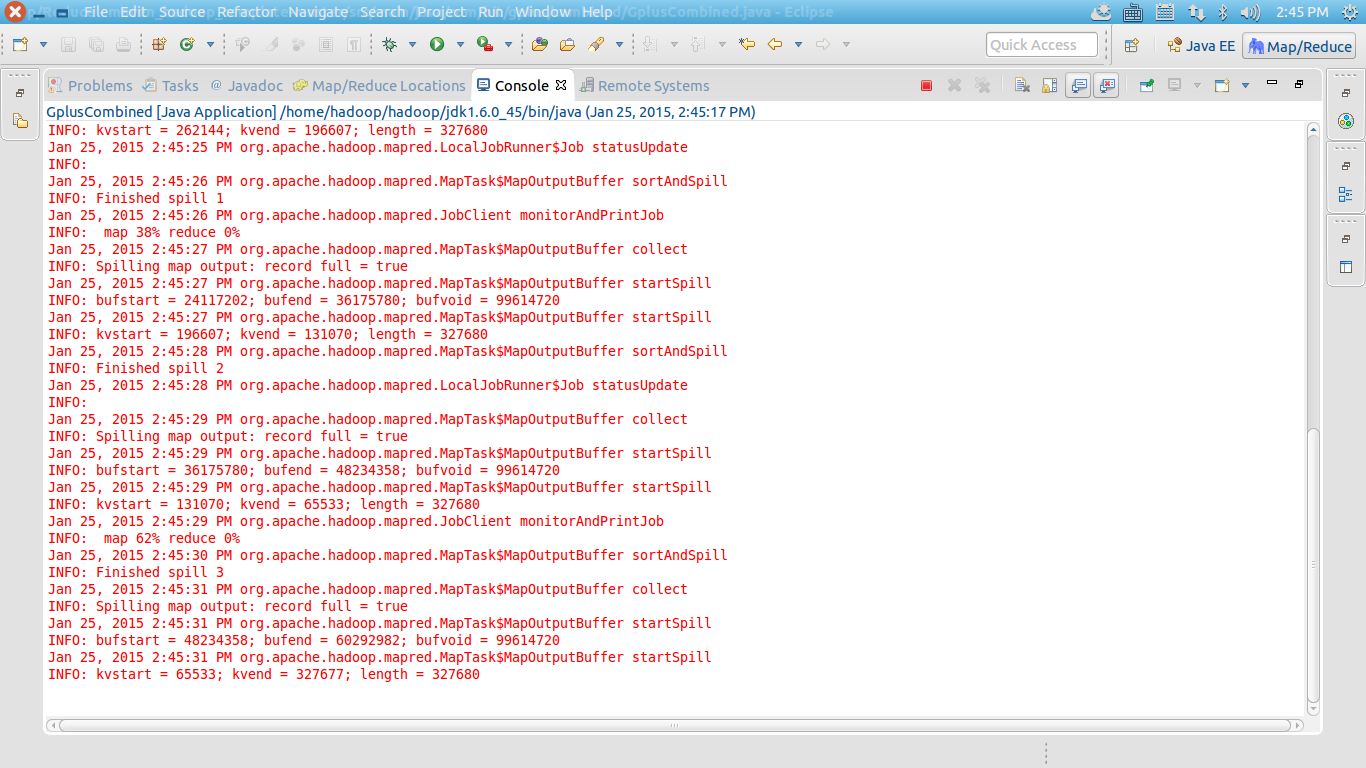 File Edit Source Refactor Navigate Search Project Run Window Help
GplusCombined.java - Eclipse
2:45 PM
Quick Access
Java EE
Map/Reduce
Problems Tasks @ Javadoc Map/Reduce Locations Console Remote Systems
GplusCombined [Java Application] /home/hadoop/hadoop/jdk1.6.0_45/bin/java (Jan 25, 2015, 2:45:17 PM)
INFO: kvstart = 262144; kvend = 196607; length = 327680
Jan 25, 2015 2:45:25 PM org.apache.hadoop.mapred.LocalJobRunner$Job statusUpdate
INFO:
Jan 25, 2015 2:45:26 PM org.apache.hadoop.mapred.MapTask$MapOutputBuffer sortAndSpill
INFO: Finished spill 1
Jan 25, 2015 2:45:26 PM org.apache.hadoop.mapred.JobClient monitorAndPrintJob
INFO:  map 38% reduce 0%
Jan 25, 2015 2:45:27 PM org.apache.hadoop.mapred.MapTask$MapOutputBuffer collect
INFO: Spilling map output: record full = true
Jan 25, 2015 2:45:27 PM org.apache.hadoop.mapred.MapTask$MapOutputBuffer startSpill
INFO: bufstart = 24117202; bufend = 36175780; bufvoid = 99614720
Jan 25, 2015 2:45:27 PM org.apache.hadoop.mapred.MapTask$MapOutputBuffer startSpill
INFO: kvstart = 196607; kvend = 131070; length = 327680
Jan 25, 2015 2:45:28 PM org.apache.hadoop.mapred.MapTask$MapOutputBuffer sortAndSpill
INFO: Finished spill 2
Jan 25, 2015 2:45:28 PM org.apache.hadoop.mapred.LocalJobRunner$Job statusUpdate
INFO:
Jan 25, 2015 2:45:29 PM org.apache.hadoop.mapred.MapTask$MapOutputBuffer collect
INFO: Spilling map output: record full = true
Jan 25, 2015 2:45:29 PM org.apache.hadoop.mapred.MapTask$MapOutputBuffer startSpill
INFO: bufstart = 36175780; bufend = 48234358; bufvoid = 99614720
Jan 25, 2015 2:45:29 PM org.apache.hadoop.mapred.MapTask$MapOutputBuffer startSpill
INFO: kvstart = 131070; kvend = 65533; length = 327680
Jan 25, 2015 2:45:29 PM org.apache.hadoop.mapred.JobClient monitorAndPrintJob
INFO:  map 62% reduce 0%
Jan 25, 2015 2:45:30 PM org.apache.hadoop.mapred.MapTask$MapOutputBuffer sortAndSpill
INFO: Finished spill 3
Jan 25, 2015 2:45:31 PM org.apache.hadoop.mapred.MapTask$MapOutputBuffer collect
INFO: Spilling map output: record full = true
Jan 25, 2015 2:45:31 PM org.apache.hadoop.mapred.MapTask$MapOutputBuffer startSpill
INFO: bufstart = 48234358; bufend = 60292982; bufvoid = 99614720
Jan 25, 2015 2:45:31 PM org.apache.hadoop.mapred.MapTask$MapOutputBuffer startSpill
INFO: kvstart = 65533; kvend = 327677; length = 327680